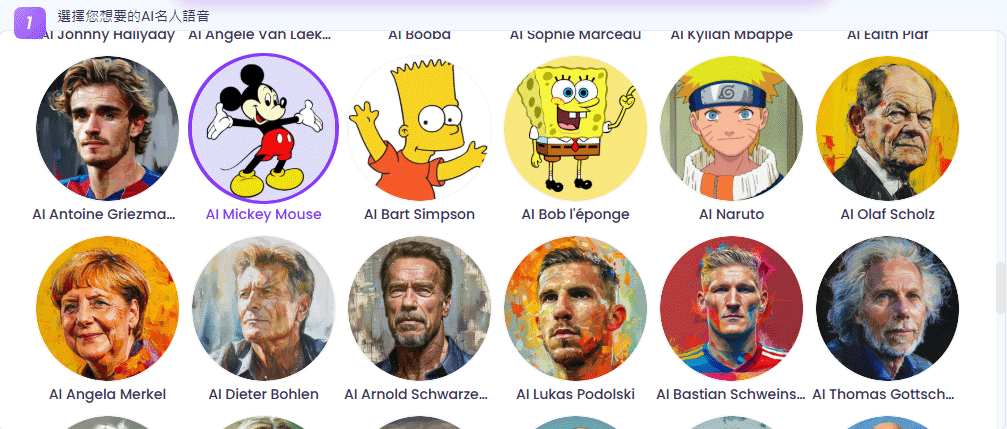 1
選擇您想要的AI名人語音
AI Johnny Hallyday AI Angèle Van Laek... AI Booba AI Sophie Marceau AI Kylian Mbappe AI Edith Piaf
AI Antoine Griezma... AI Mickey Mouse AI Bart Simpson AI Bob l'éponge AI Naruto AI Olaf Scholz
AI Angela Merkel AI Dieter Bohlen AI Arnold Schwarze... AI Lukas Podolski AI Bastian Schweins... AI Thomas Gottsch...